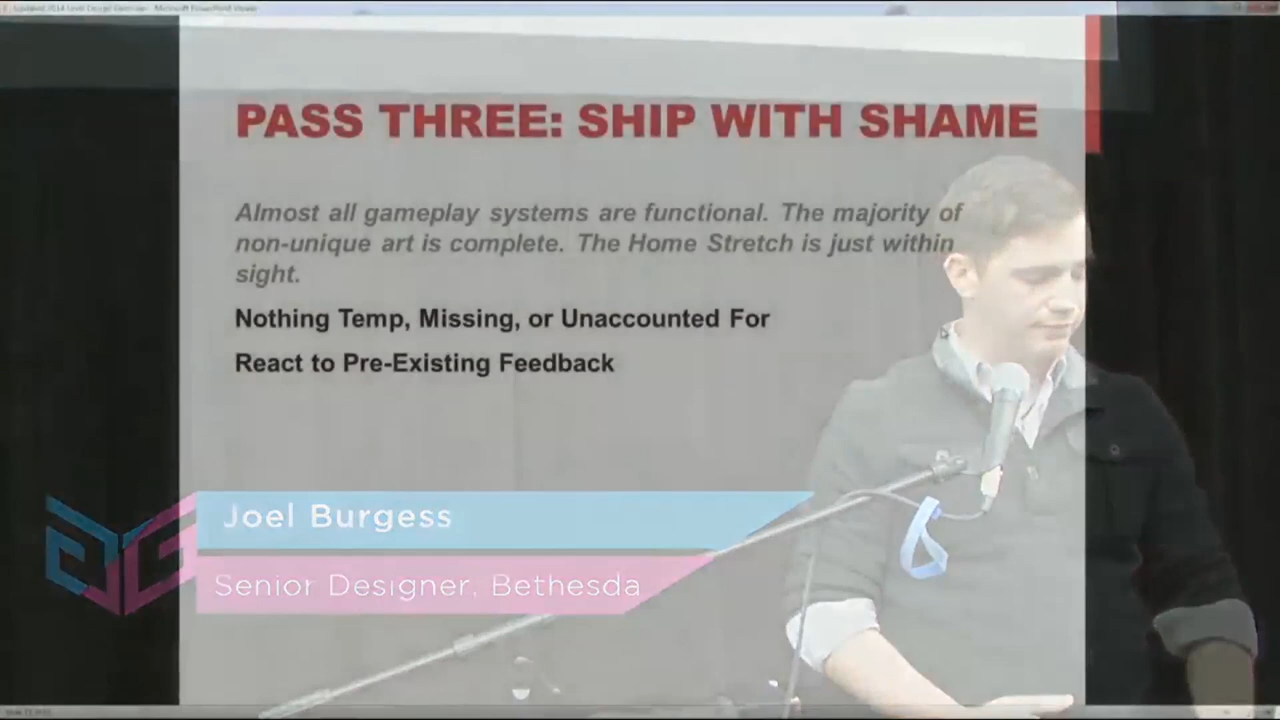 PASS THREE: SHIP WITH SHAME
Almost all gameplay systems are functional. The majority of
non-unique art is complete. The Home Stretch is just within
sight.
Nothing Temp, Missing, or Unaccounted For
React to Pre-Existing Feedback
Joel Burgess
Senior Designer, Bethesda